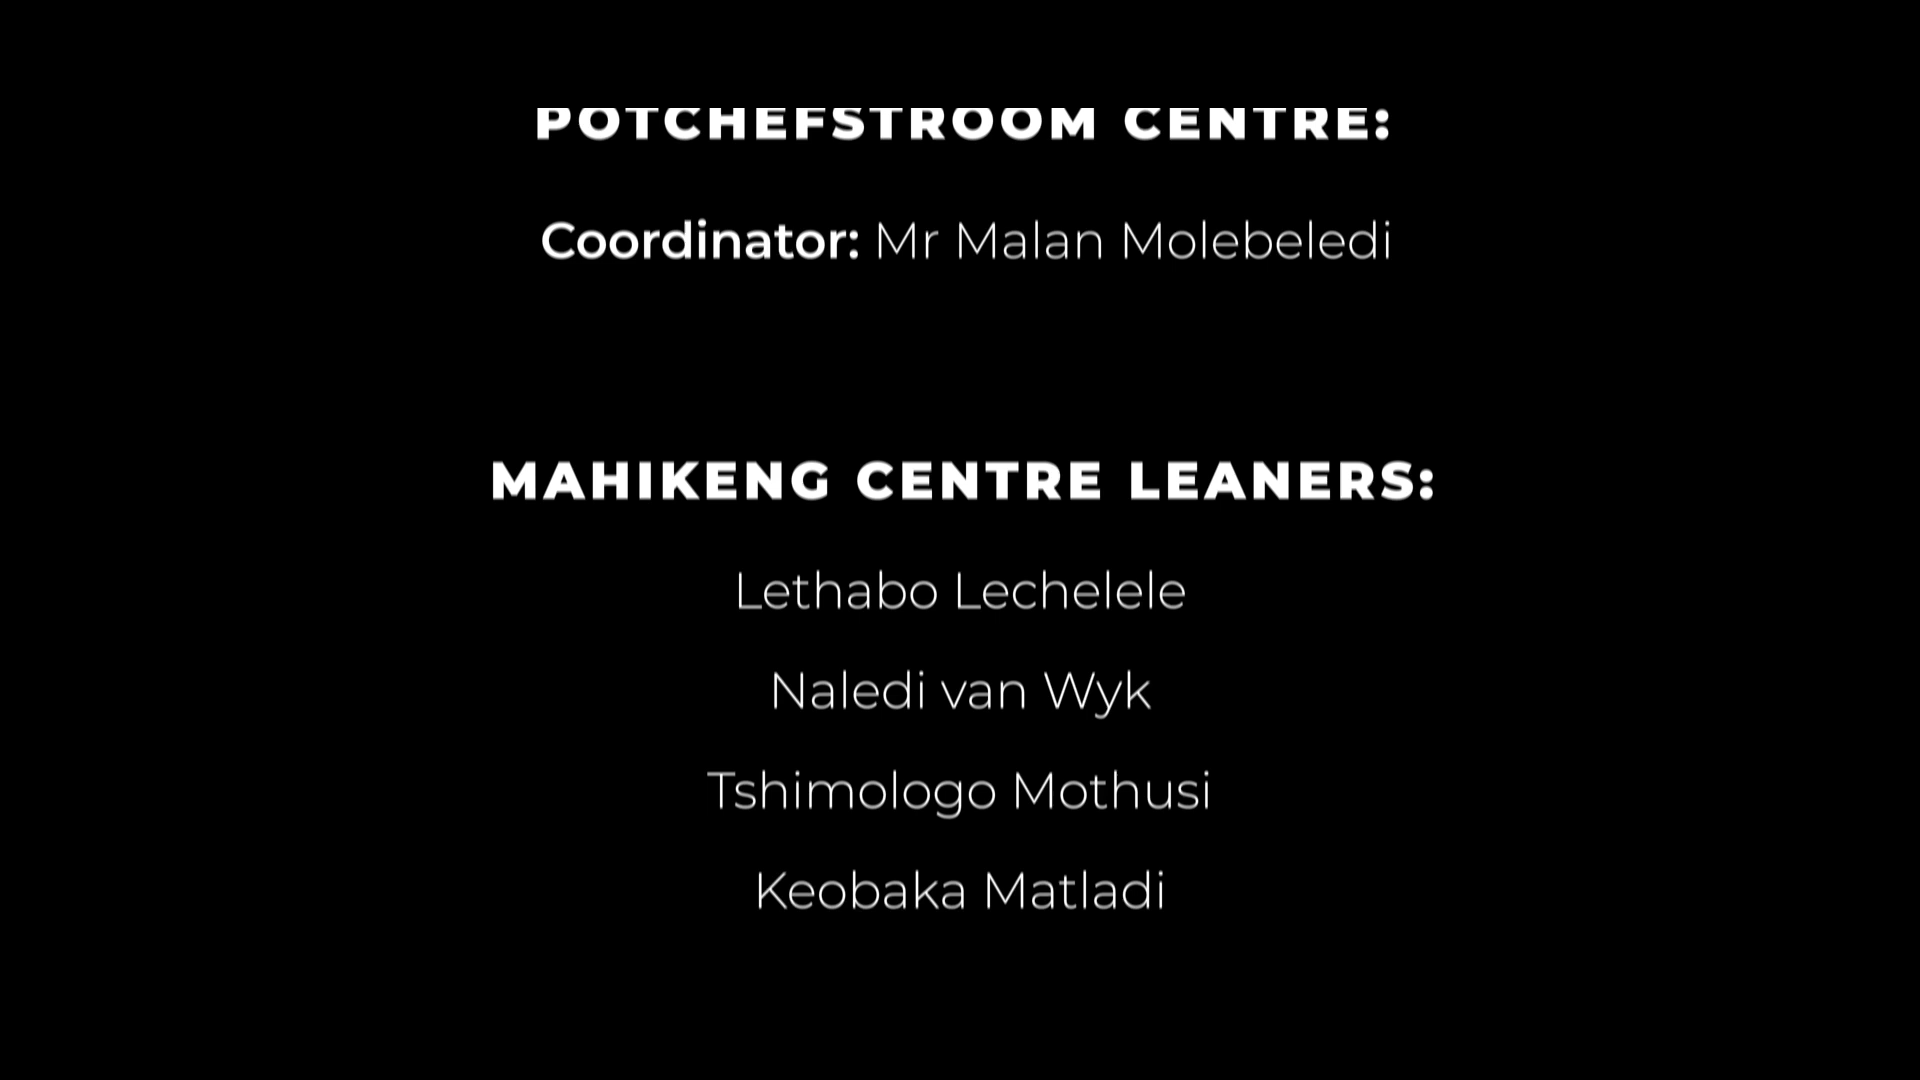 POTCHEFSTROOM CENTRE:
Coordinator: Mr Malan Molebeledi
MAHIKENG CENTRE LEANERS:
Lethabo Lechelele
Naledi van Wyk
Tshimologo Mothusi
Keobaka Matladi